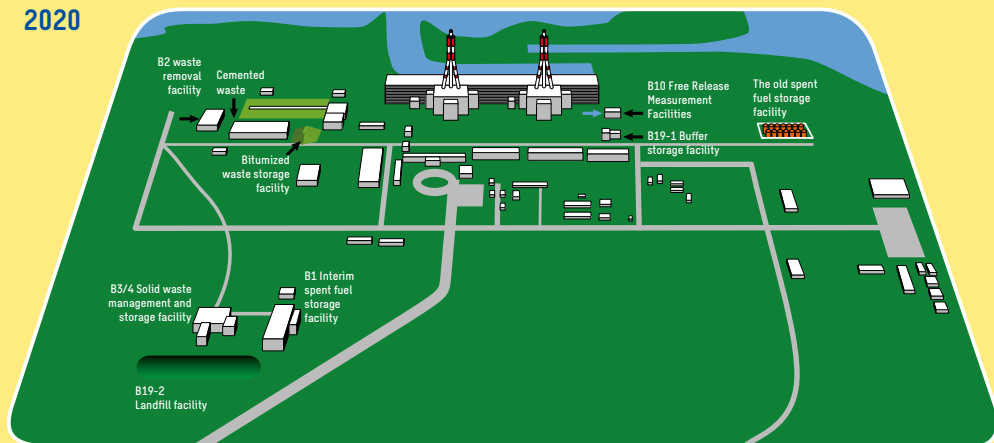 2020
B2 waste
removal
facility
Cemented
waste
Bitumized
waste storage
facility
B10 Free Release
Measurement
Facilities
B19-1 Buffer
storage facility
The old spent
fuel storage
facility
B3/4 Solid waste
management and
storage facility
B1 Interim
spent fuel
storage
facility
B19-2
Landfill facility